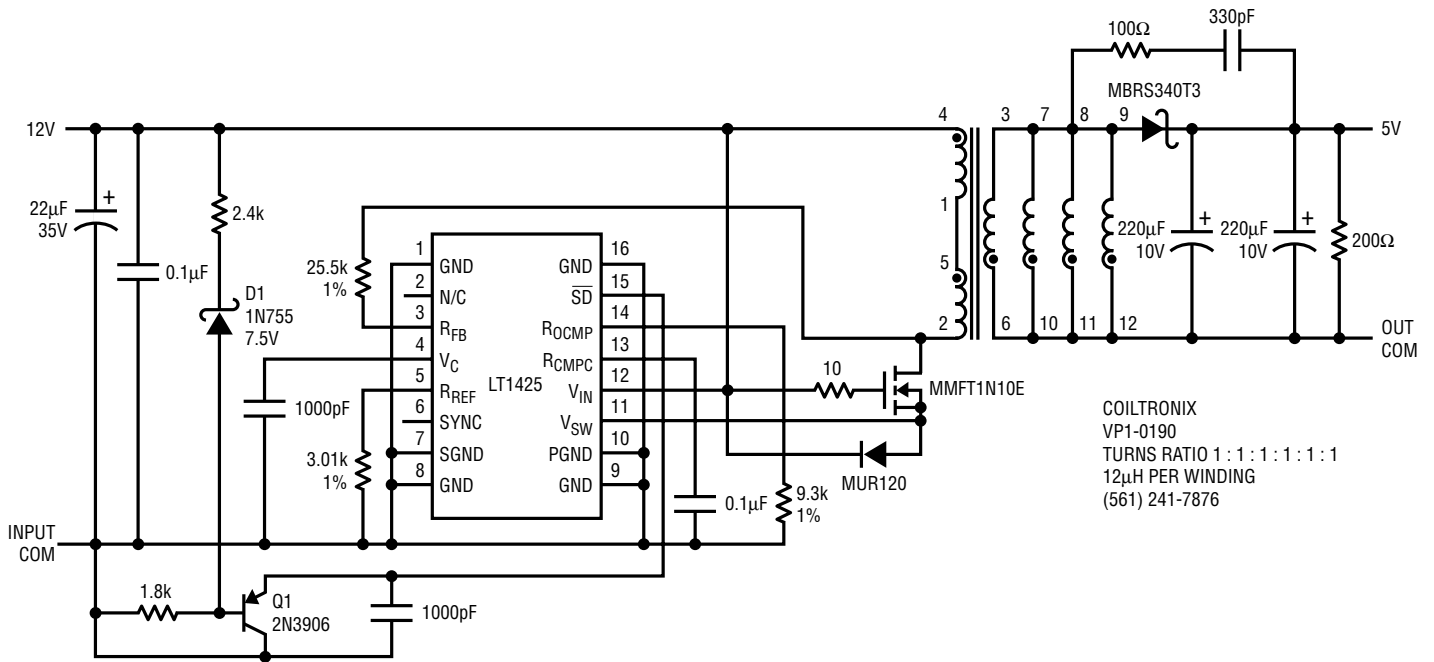 330pF
100Ω
MBRS340T3
12V
4
3
7
8
9
5V
22µF
35V
+
2.4k
0.1µF
D1
1N755
7.5V
25.5k
1%
1
GND
2
N/C
3
RFB
4
VC
5
RREF
6
SYNC
7
SGND
8
GND
LT1425
16
GND
15
SD
14
ROCMP
13
RCMPC
12
VIN
11
VSW
10
PGND
9
GND
1
5
2
6
10
11
12
220µF
10V
+
220µF
10V
+
200Ω
OUT
COM
10
MMFT1N10E
MUR120
1000pF
3.01k
1%
0.1µF
9.3k
1%
INPUT
COM
1.8k
Q1
2N3906
1000pF
COILTRONIX
VP1-0190
TURNS RATIO 1 : 1 : 1 : 1 : 1 : 1
12µH PER WINDING
(561) 241-7876